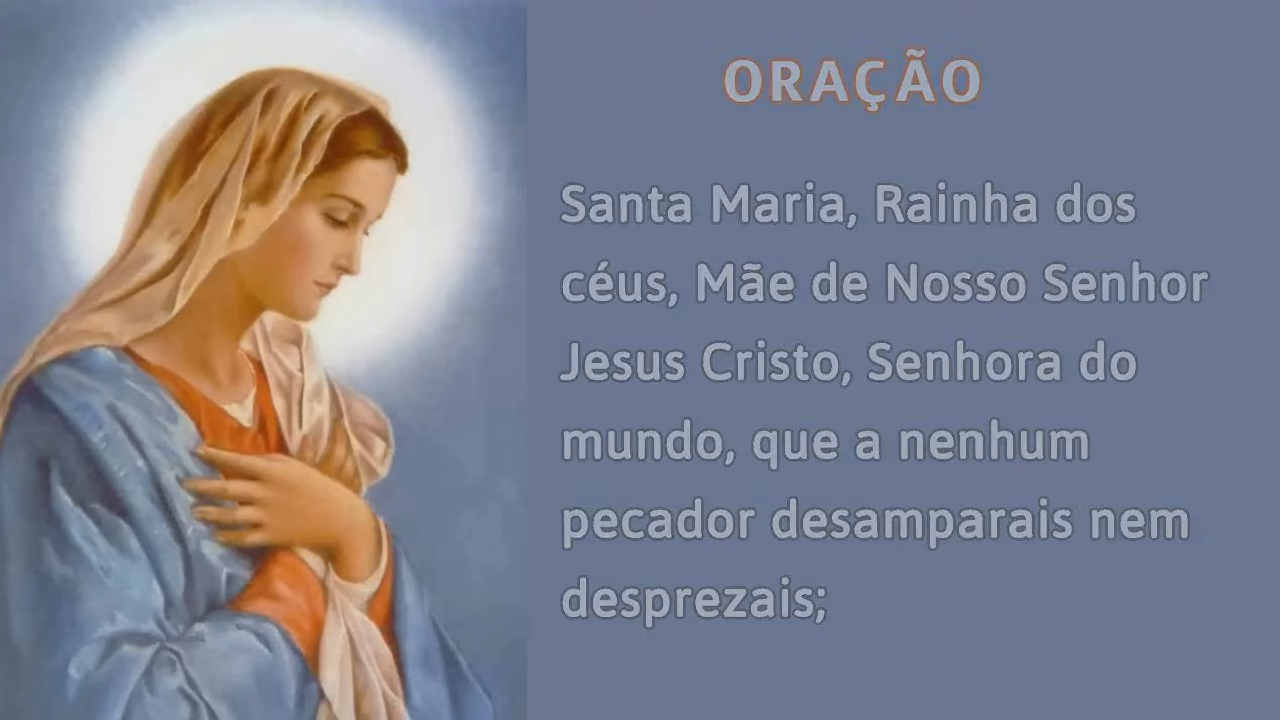 ORAÇÃO
Santa Maria, Rainha dos
céus, Mãe de Nosso Senhor
Jesus Cristo, Senhora do
mundo, que a nenhum
pecador desamparais nem
desprezais;